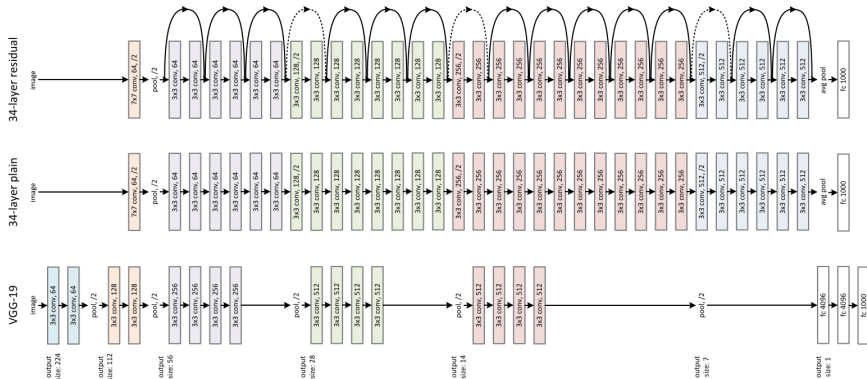 34-layer residual
image
7x7 conv, 64, /2
pool, /2
3x3 conv, 64
3x3 conv, 64
3x3 conv, 64
3x3 conv, 64
3x3 conv, 64
3x3 conv, 64
3x3 conv, 128, /2
3x3 conv, 128
3x3 conv, 128
3x3 conv, 128
3x3 conv, 128
3x3 conv, 128
3x3 conv, 128
3x3 conv, 128
3x3 conv, 256, /2
3x3 conv, 256
3x3 conv, 256
3x3 conv, 256
3x3 conv, 256
3x3 conv, 256
3x3 conv, 256
3x3 conv, 256
3x3 conv, 256
3x3 conv, 256
3x3 conv, 256
3x3 conv, 256
3x3 conv, 512, /2
3x3 conv, 512
3x3 conv, 512
3x3 conv, 512
3x3 conv, 512
3x3 conv, 512
avg pool
fc 1000
34-layer plain
image
7x7 conv, 64, /2
pool, /2
3x3 conv, 64
3x3 conv, 64
3x3 conv, 64
3x3 conv, 64
3x3 conv, 64
3x3 conv, 64
3x3 conv, 128, /2
3x3 conv, 128
3x3 conv, 128
3x3 conv, 128
3x3 conv, 128
3x3 conv, 128
3x3 conv, 128
3x3 conv, 128
3x3 conv, 256, /2
3x3 conv, 256
3x3 conv, 256
3x3 conv, 256
3x3 conv, 256
3x3 conv, 256
3x3 conv, 256
3x3 conv, 256
3x3 conv, 256
3x3 conv, 256
3x3 conv, 256
3x3 conv, 256
3x3 conv, 512, /2
3x3 conv, 512
3x3 conv, 512
3x3 conv, 512
3x3 conv, 512
3x3 conv, 512
avg pool
fc 1000
VGG-19
image
3x3 conv, 64
3x3 conv, 64
pool, /2
3x3 conv, 128
3x3 conv, 128
pool, /2
3x3 conv, 256
3x3 conv, 256
3x3 conv, 256
3x3 conv, 256
pool, /2
3x3 conv, 512
3x3 conv, 512
3x3 conv, 512
3x3 conv, 512
pool, /2
3x3 conv, 512
3x3 conv, 512
3x3 conv, 512
3x3 conv, 512
pool, /2
fc 4096
fc 4096
fc 1000
output
size: 224
output
size: 112
output
size: 56
output
size: 28
output
size: 14
output
size: 7
output
size: 1